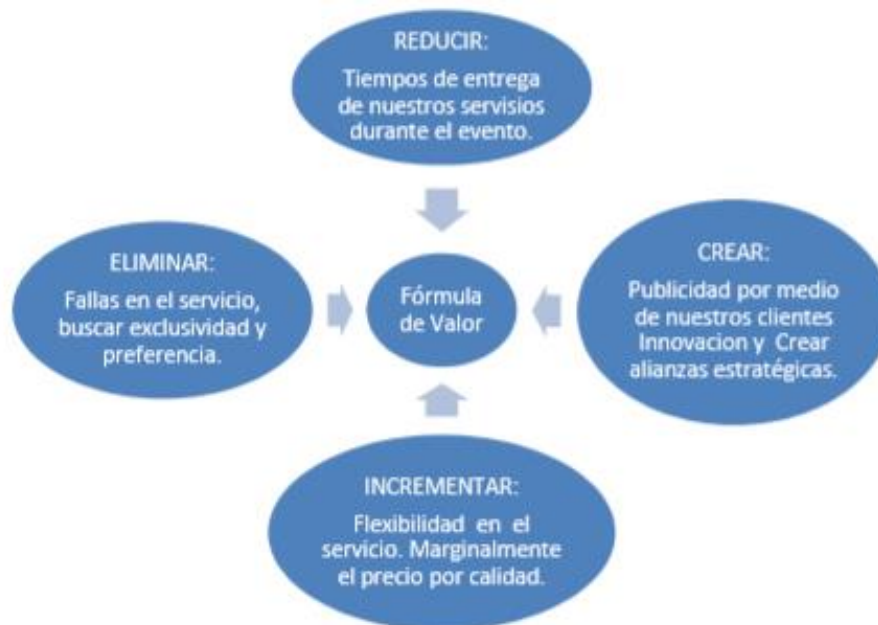 REDUCIR:
Tiempos de entrega
de nuestros servisios
durante el evento.
ELIMINAR:
Fallas en el servicio,
buscar exclusividad y
preferencia.
Fórmula
de Valor
CREAR:
Publicidad por medio
de nuestros clientes
Innovacion y Crear
alianzas estratégicas.
INCREMENTAR:
Flexibilidad en el
servicio. Marginalmente
el precio por calidad.